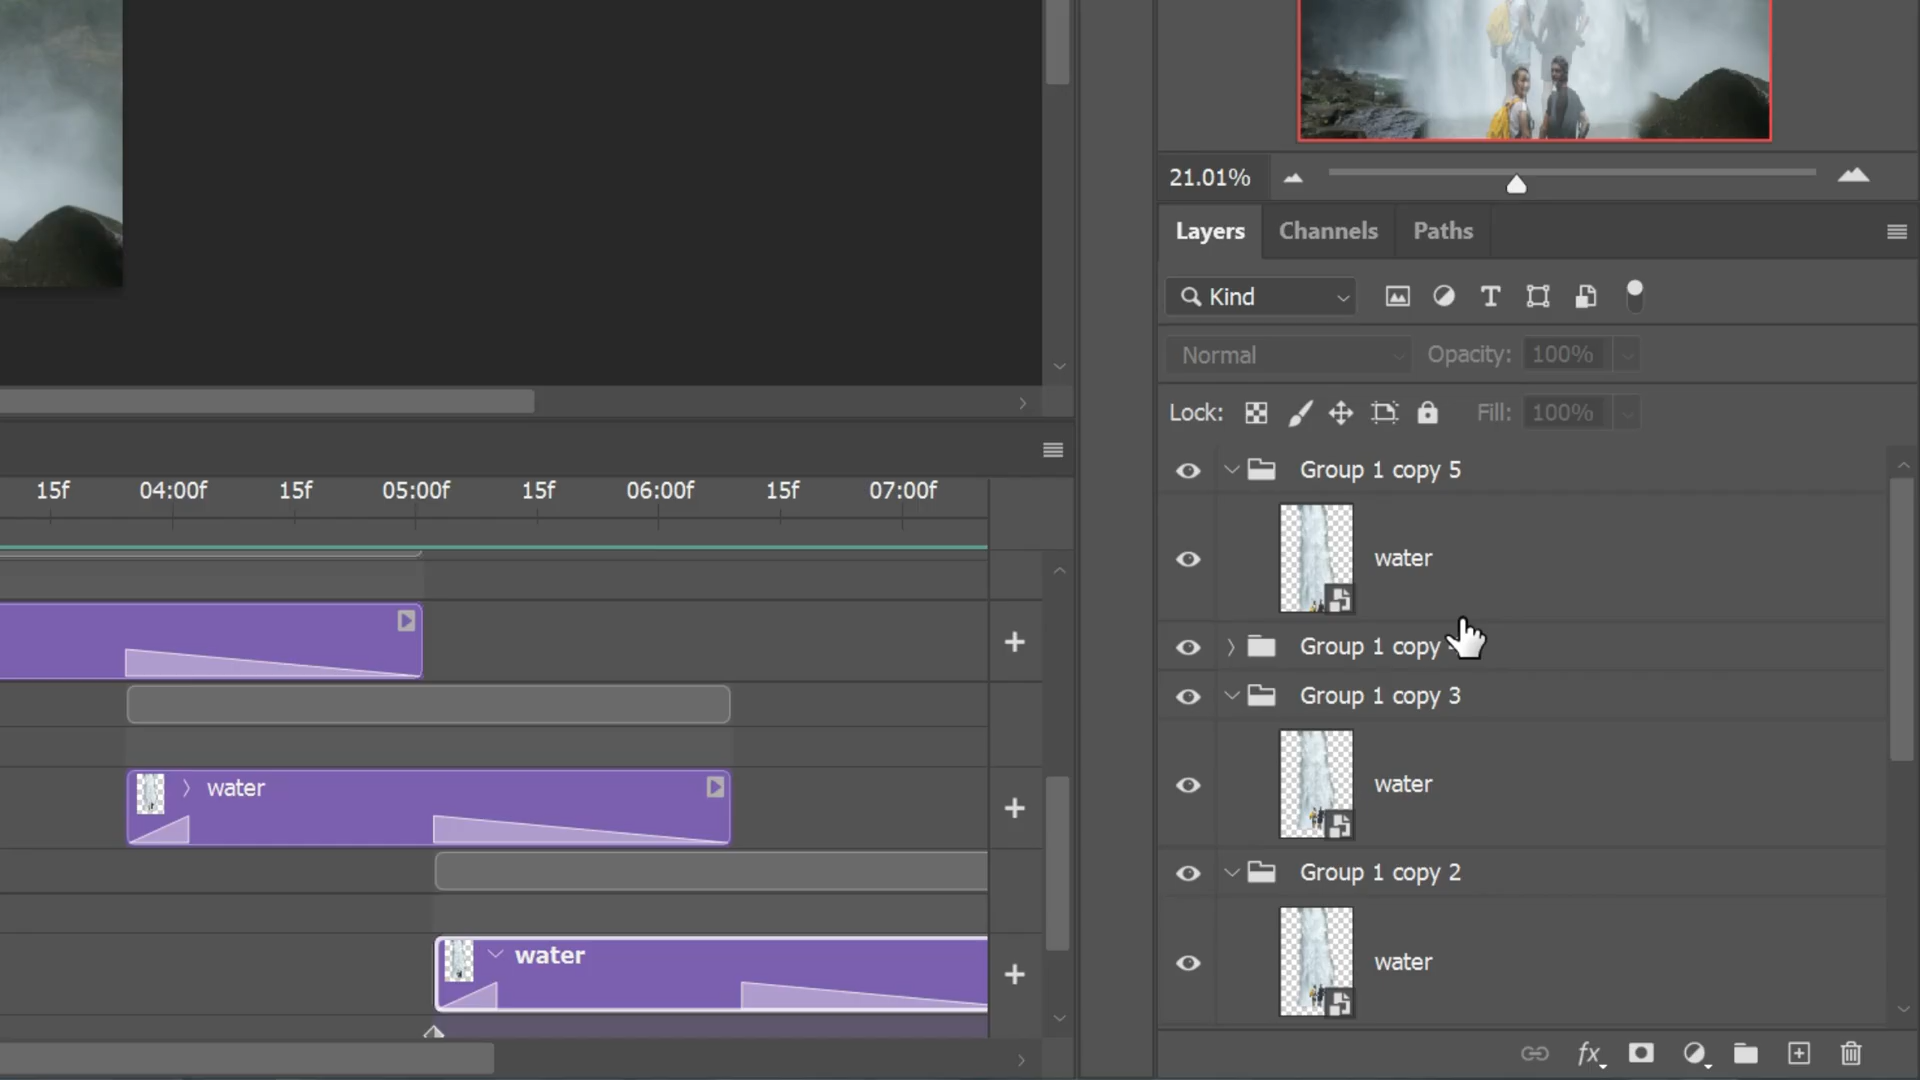 21.01%
Layers
Channels
Paths
Kind
Normal
Opacity: 100%
Lock:
Fill: 100%
Group 1 copy 5
water
Group 1 copy
Group 1 copy 3
water
Group 1 copy 2
water
15f
04:00f
15f
05:00f
15f
06:00f
15f
07:00f
water
water
fx